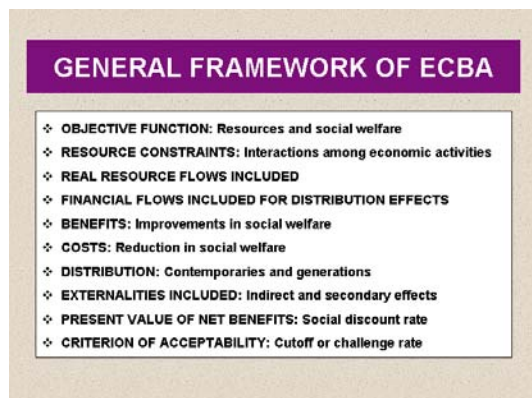 GENERAL FRAMEWORK OF ECBA
❖ OBJECTIVE FUNCTION: Resources and social welfare
❖ RESOURCE CONSTRAINTS: Interactions among economic activities
❖ REAL RESOURCE FLOWS INCLUDED
❖ FINANCIAL FLOWS INCLUDED FOR DISTRIBUTION EFFECTS
❖ BENEFITS: Improvements in social welfare
❖ COSTS: Reduction in social welfare
❖ DISTRIBUTION: Contemporaries and generations
❖ EXTERNALITIES INCLUDED: Indirect and secondary effects
❖ PRESENT VALUE OF NET BENEFITS: Social discount rate
❖ CRITERION OF ACCEPTABILITY: Cutoff or challenge rate